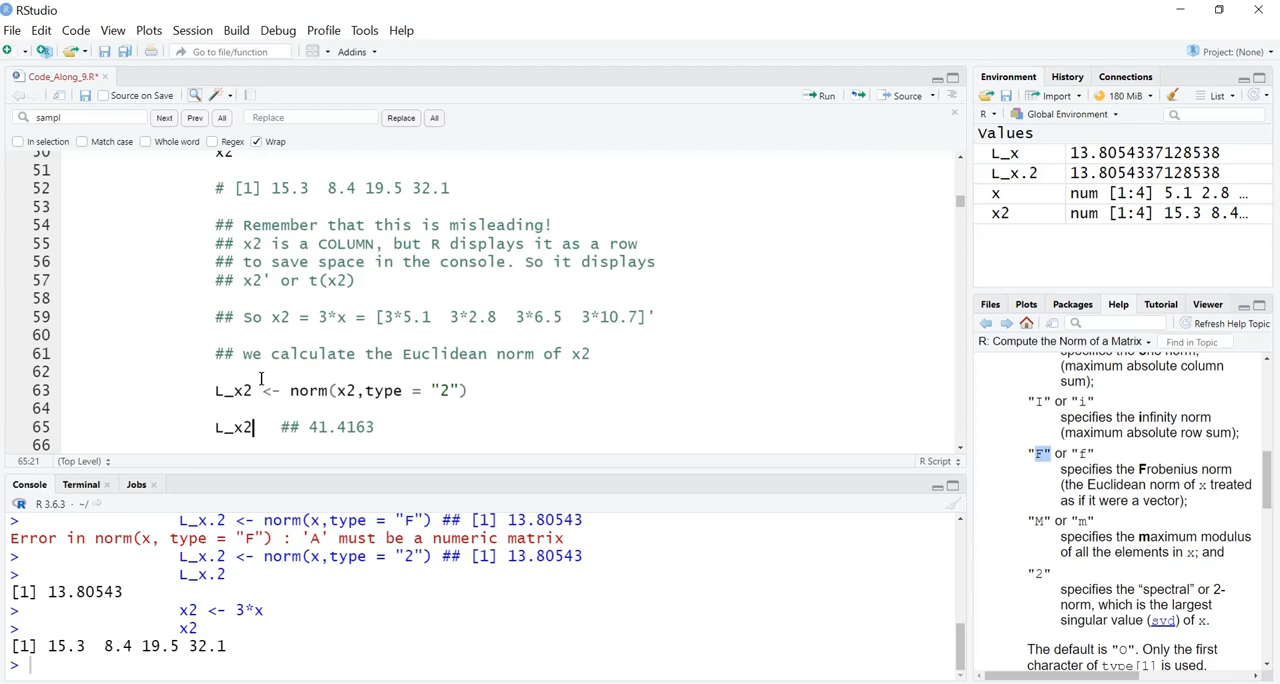 RStudio
File Edit Code View Plots Session Build Debug Profile Tools Help
Go to file/function Addins Project: (None)
Code_Along_9.R*
Source on Save Run Source
sampl Next Prev All Replace Replace All
In selection Match case Whole word Regex Wrap
50 x2
51
52 # [1] 15.3 8.4 19.5 32.1
53
54 ## Remember that this is misleading!
55 ## x2 is a COLUMN, but R displays it as a row
56 ## to save space in the console. So it displays
57 ## x2' or t(x2)
58
59 ## So x2 = 3*x = [3*5.1 3*2.8 3*6.5 3*10.7]'
60
61 ## we calculate the Euclidean norm of x2
62
63 L_x2 <- norm(x2,type = "2")
64
65 L_x2 ## 41.4163
66
65:21 (Top Level) R Script
Console Terminal Jobs
R 3.6.3 · ~/
> L_x.2 <- norm(x,type = "F") ## [1] 13.80543
Error in norm(x, type = "F") : 'A' must be a numeric matrix
> L_x.2 <- norm(x,type = "2") ## [1] 13.80543
> L_x.2
[1] 13.80543
> x2 <- 3*x
> x2
[1] 15.3 8.4 19.5 32.1
>
Environment History Connections
Import 180 MiB List
R Global Environment
Values
L_x 13.8054337128538
L_x.2 13.8054337128538
x num [1:4] 5.1 2.8 …
x2 num [1:4] 15.3 8.4…
Files Plots Packages Help Tutorial Viewer
Refresh Help Topic
R: Compute the Norm of a Matrix Find in Topic
specifies the one norm,
(maximum absolute column
sum);
"I" or "i"
specifies the infinity norm
(maximum absolute row sum);
"F" or "f"
specifies the Frobenius norm
(the Euclidean norm of x treated
as if it were a vector);
"M" or "m"
specifies the maximum modulus
of all the elements in x; and
"2"
specifies the “spectral” or 2-
norm, which is the largest
singular value (svd) of x.
The default is "O". Only the first
character of type[1] is used.